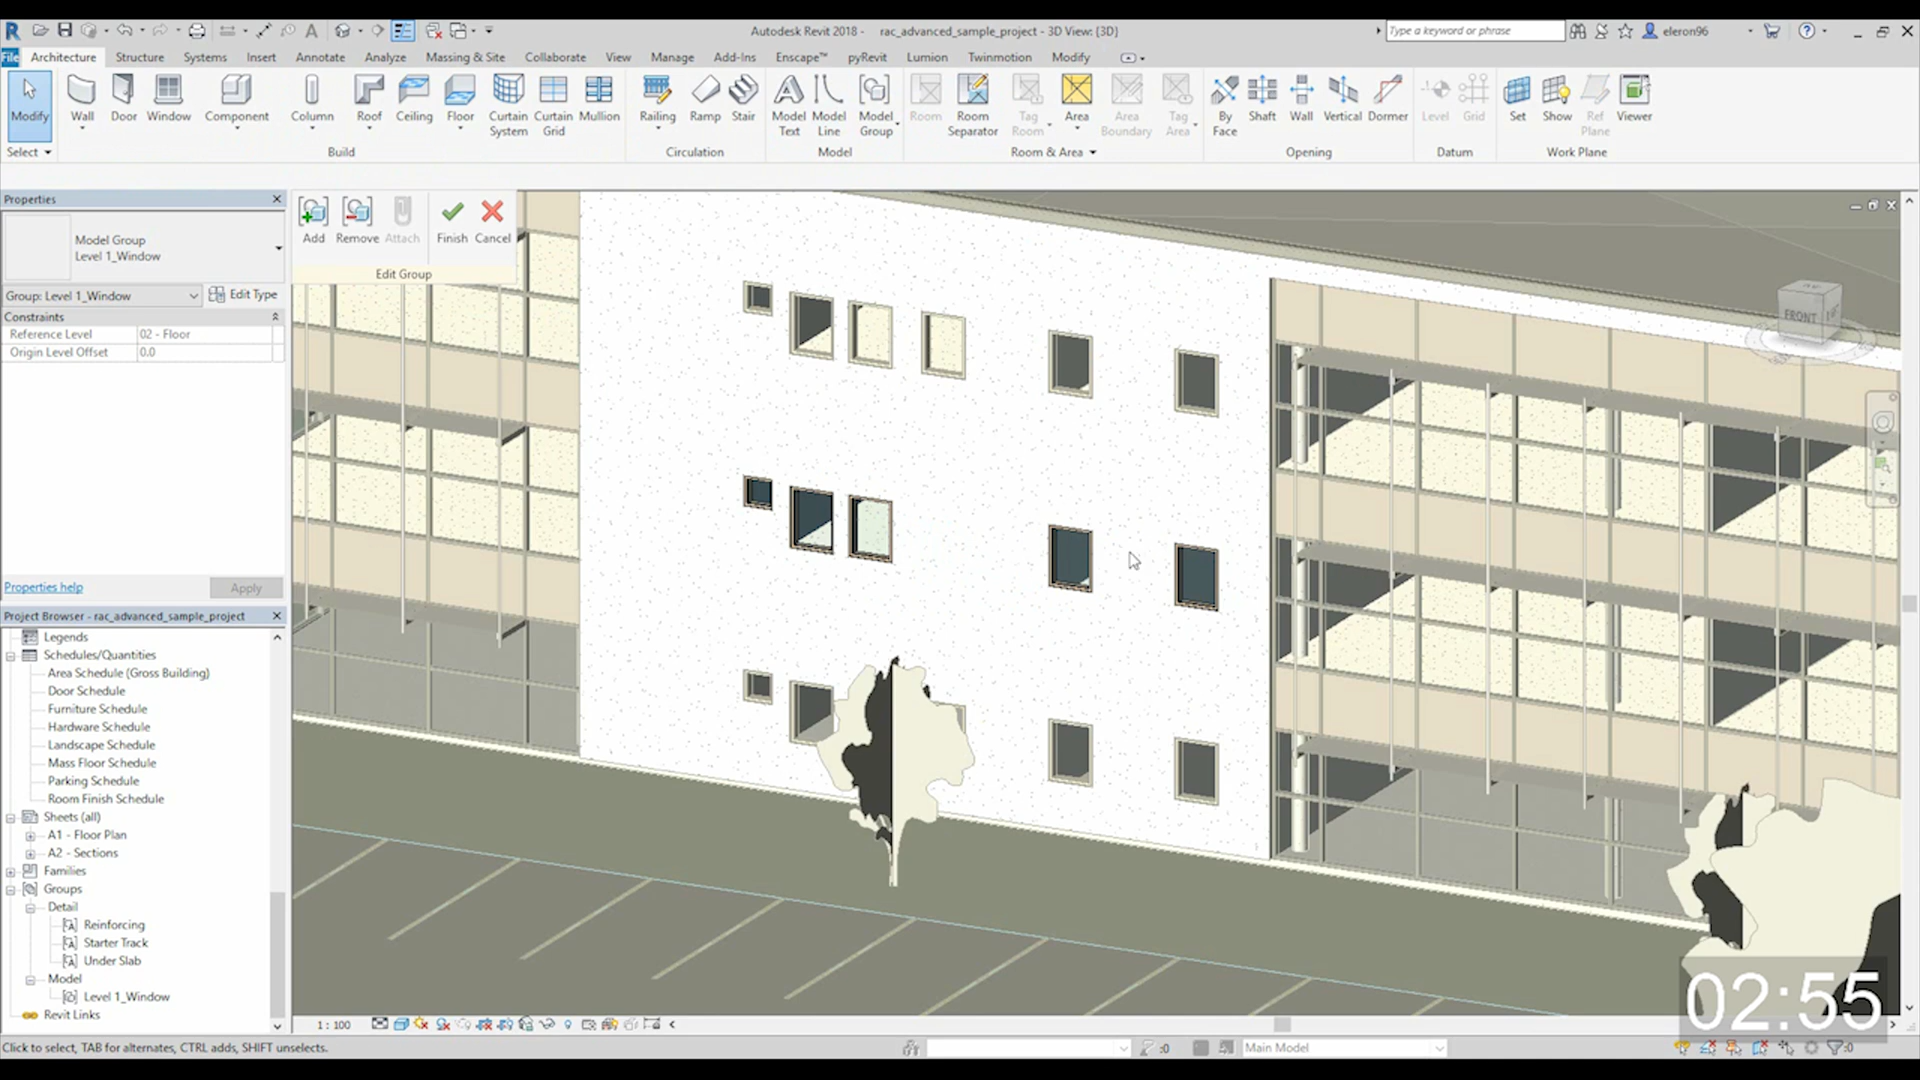 Autodesk Revit 2018 - rac_advanced_sample_project - 3D View: {3D}
Type a keyword or phrase
eleron96
File Architecture Structure Systems Insert Annotate Analyze Massing & Site Collaborate View Manage Add-Ins Enscape™ pyRevit Lumion Twinmotion Modify
Modify Wall Door Window Component Column Roof Ceiling Floor Curtain System Curtain Grid Mullion Railing Ramp Stair Model Text Model Line Model Group Room Room Separator Tag Room Area Area Boundary Tag Area By Face Shaft Wall Vertical Dormer Level Grid Set Show Ref Plane Viewer
Select Build Circulation Model Room & Area Opening Datum Work Plane
Properties
Model Group
Level 1_Window
Group: Level 1_Window Edit Type
Constraints
Reference Level 02 - Floor
Origin Level Offset 0.0
Properties help Apply
Add Remove Attach Finish Cancel
Edit Group
FRONT
Project Browser - rac_advanced_sample_project
Legends
Schedules/Quantities
Area Schedule (Gross Building)
Door Schedule
Furniture Schedule
Hardware Schedule
Landscape Schedule
Mass Floor Schedule
Parking Schedule
Room Finish Schedule
Sheets (all)
A1 - Floor Plan
A2 - Sections
Families
Groups
Detail
Reinforcing
Starter Track
Under Slab
Model
Level 1_Window
Revit Links
1 : 100
02:55
Click to select, TAB for alternates, CTRL adds, SHIFT unselects.
:0
Main Model
:0